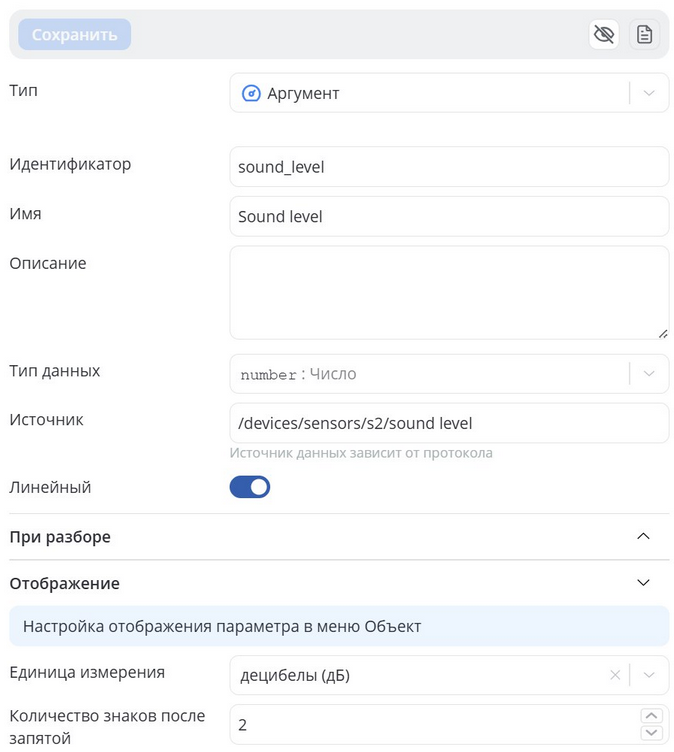 Сохранить
Тип
Аргумент
Идентификатор
sound_level
Имя
Sound level
Описание
Тип данных
number : Число
Источник
/devices/sensors/s2/sound level
Источник данных зависит от протокола
Линейный
При разборе
Отображение
Настройка отображения параметра в меню Объект
Единица измерения
децибелы (дБ)
Количество знаков после
запятой
2